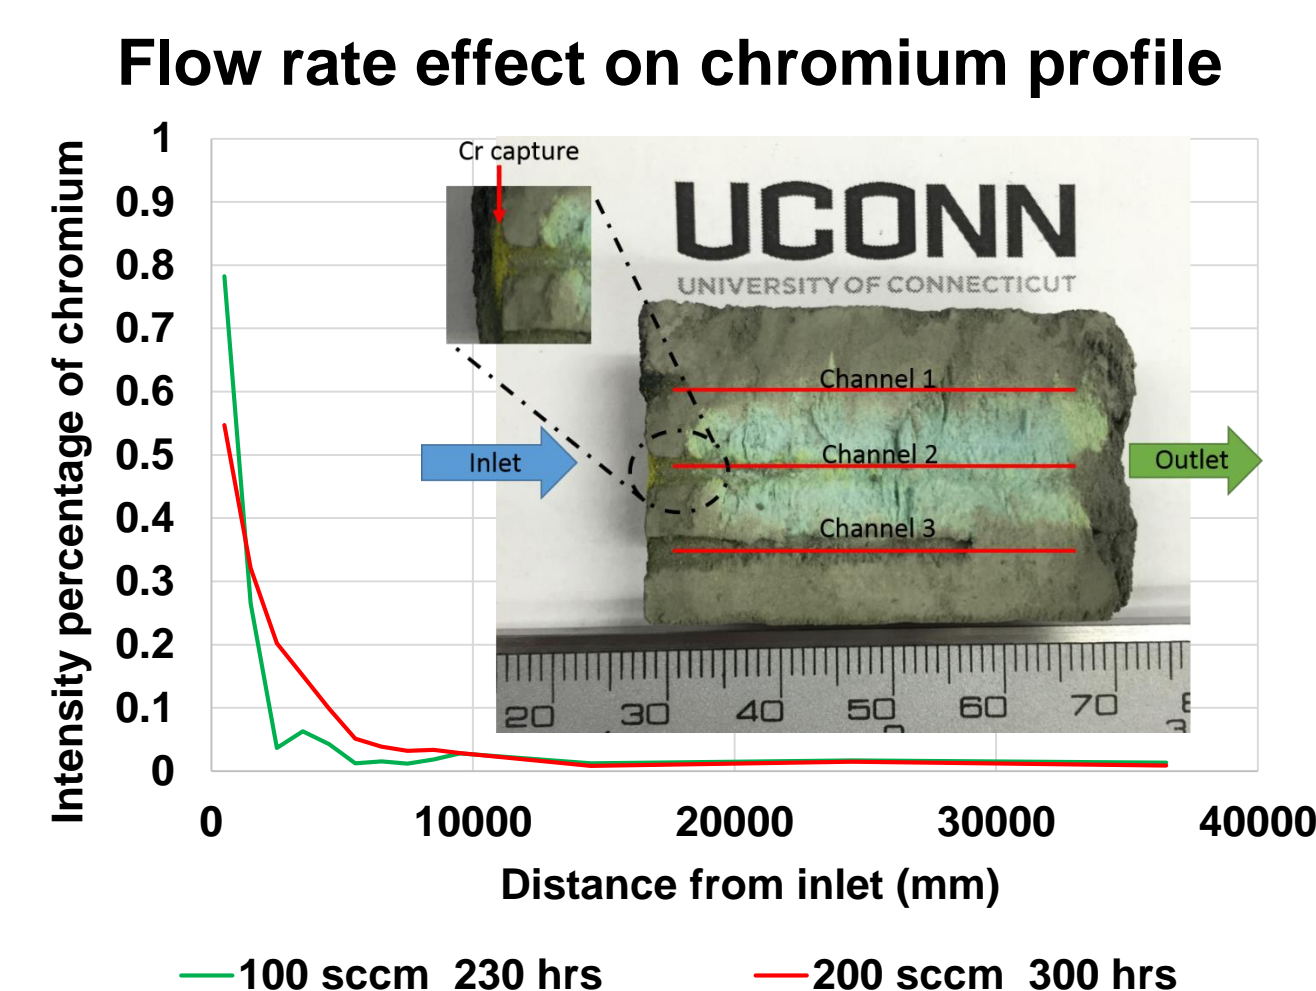 Flow rate effect on chromium profile
Intensity percentage of chromium
1
0.9
0.8
0.7
0.6
0.5
0.4
0.3
0.2
0.1
0
Cr capture
UCONN
UNIVERSITY OF CONNECTICUT
Channel 1
Inlet
Channel 2
Outlet
Channel 3
20 30 40 50 60 70
0 10000 20000 30000 40000
Distance from inlet (mm)
100 sccm 230 hrs
200 sccm 300 hrs